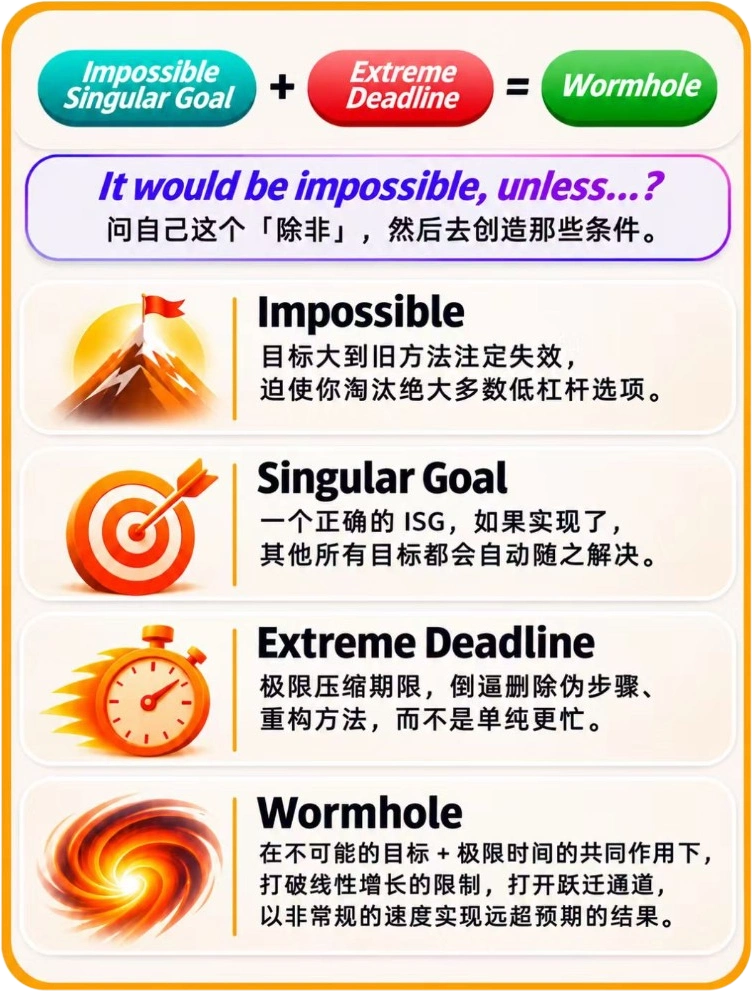 Impossible
Singular Goal
+
Extreme
Deadline
=
Wormhole
It would be impossible, unless...?
问自己这个「除非」，然后去创造那些条件。
Impossible
目标大到旧方法注定失效，
迫使你淘汰绝大多数低杠杆选项。
Singular Goal
一个正确的 ISG，如果实现了，
其他所有目标都会自动随之解决。
Extreme Deadline
极限压缩期限，倒逼删除伪步骤、
重构方法，而不是单纯更忙。
Wormhole
在不可能的目标 + 极限时间的共同作用下，
打破线性增长的限制，打开跃迁通道，
以非常规的速度实现远超预期的结果。